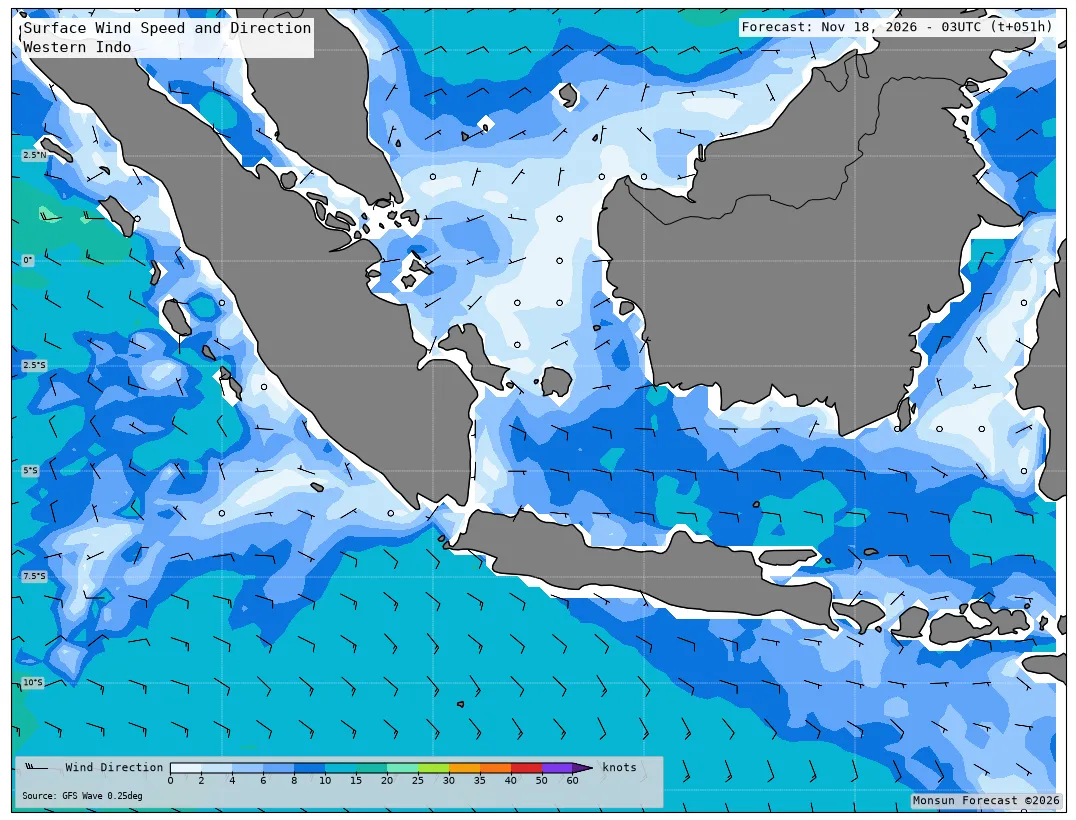 Surface Wind Speed and Direction
Western Indo
Forecast: Nov 18, 2026 - 03UTC (t+051h)
2.5°N
0°
2.5°S
5°S
7.5°S
10°S
Wind Direction
0 2 4 6 8 10 15 20 25 30 35 40 50 60
knots
Source: GFS Wave 0.25deg
Monsun Forecast ©2026